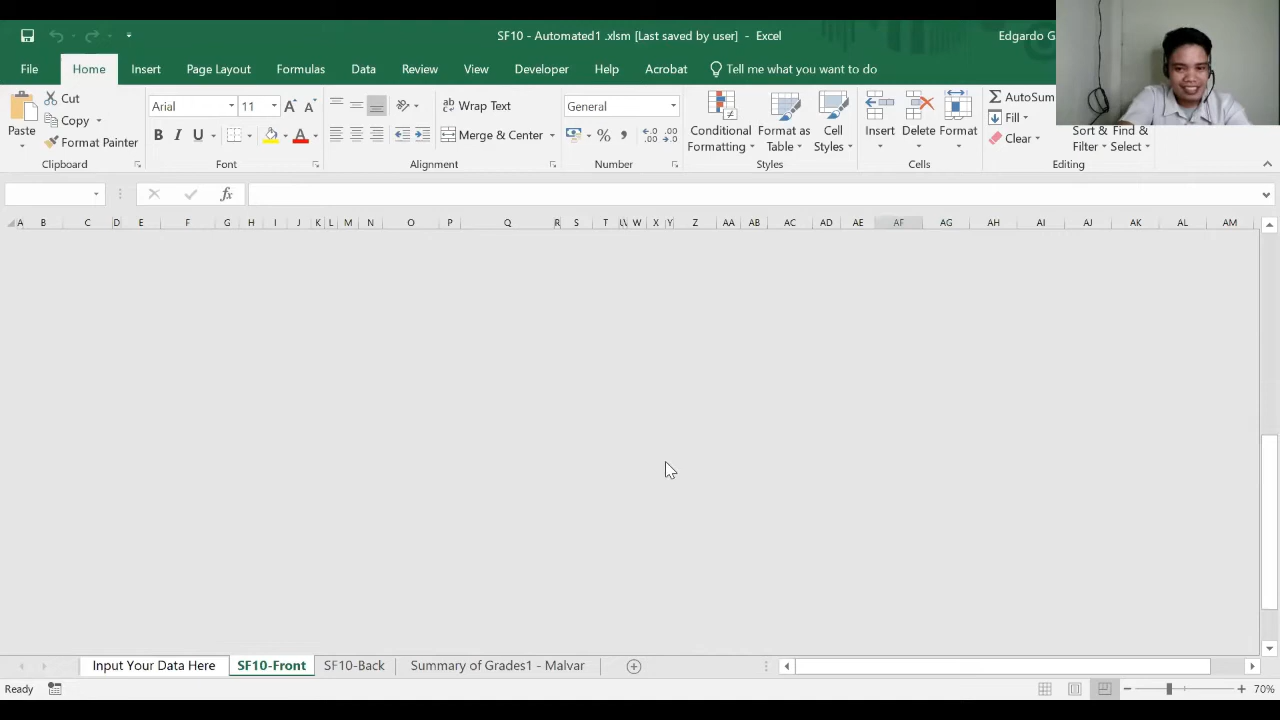 SF10 - Automated1 .xlsm [Last saved by user] - Excel
Edgardo G
File Home Insert Page Layout Formulas Data Review View Developer Help Acrobat Tell me what you want to do
Paste
Cut
Copy
Format Painter
Clipboard
Arial 11
B I U
Font
Wrap Text
Merge & Center
Alignment
General
% , .00 .0
Number
Conditional Formatting
Format as Table
Cell Styles
Styles
Insert Delete Format
Cells
AutoSum
Fill
Clear
Sort & Filter
Find & Select
Editing
fx
A B C D E F G H I J K L M N O P Q R S T W X Y Z AA AB AC AD AE AF AG AH AI AJ AK AL AM
Input Your Data Here SF10-Front SF10-Back Summary of Grades1 - Malvar
Ready 70%